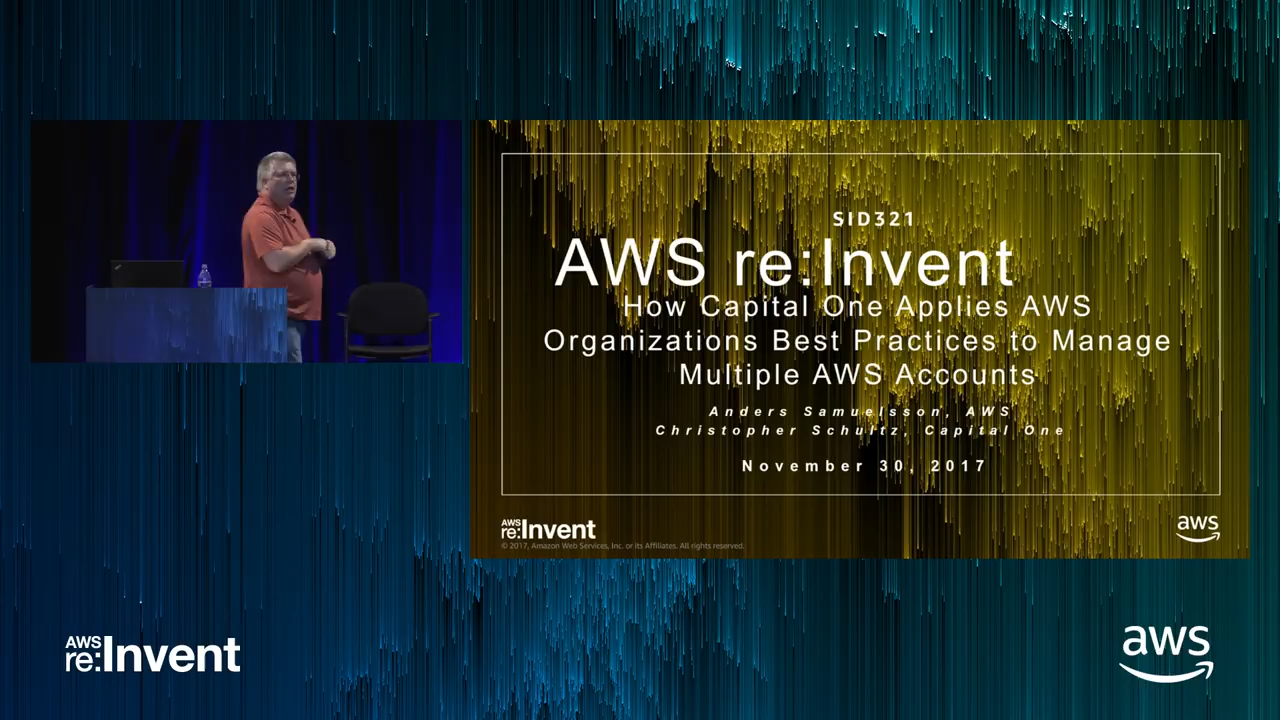 SID321
AWS re:Invent
How Capital One Applies AWS
Organizations Best Practices to Manage
Multiple AWS Accounts
Anders Samuelsson, AWS
Christopher Schultz, Capital One
November 30, 2017
AWS
re:Invent
aws
© 2017, Amazon Web Services, Inc. or its Affiliates. All rights reserved.
AWS
re:Invent
aws